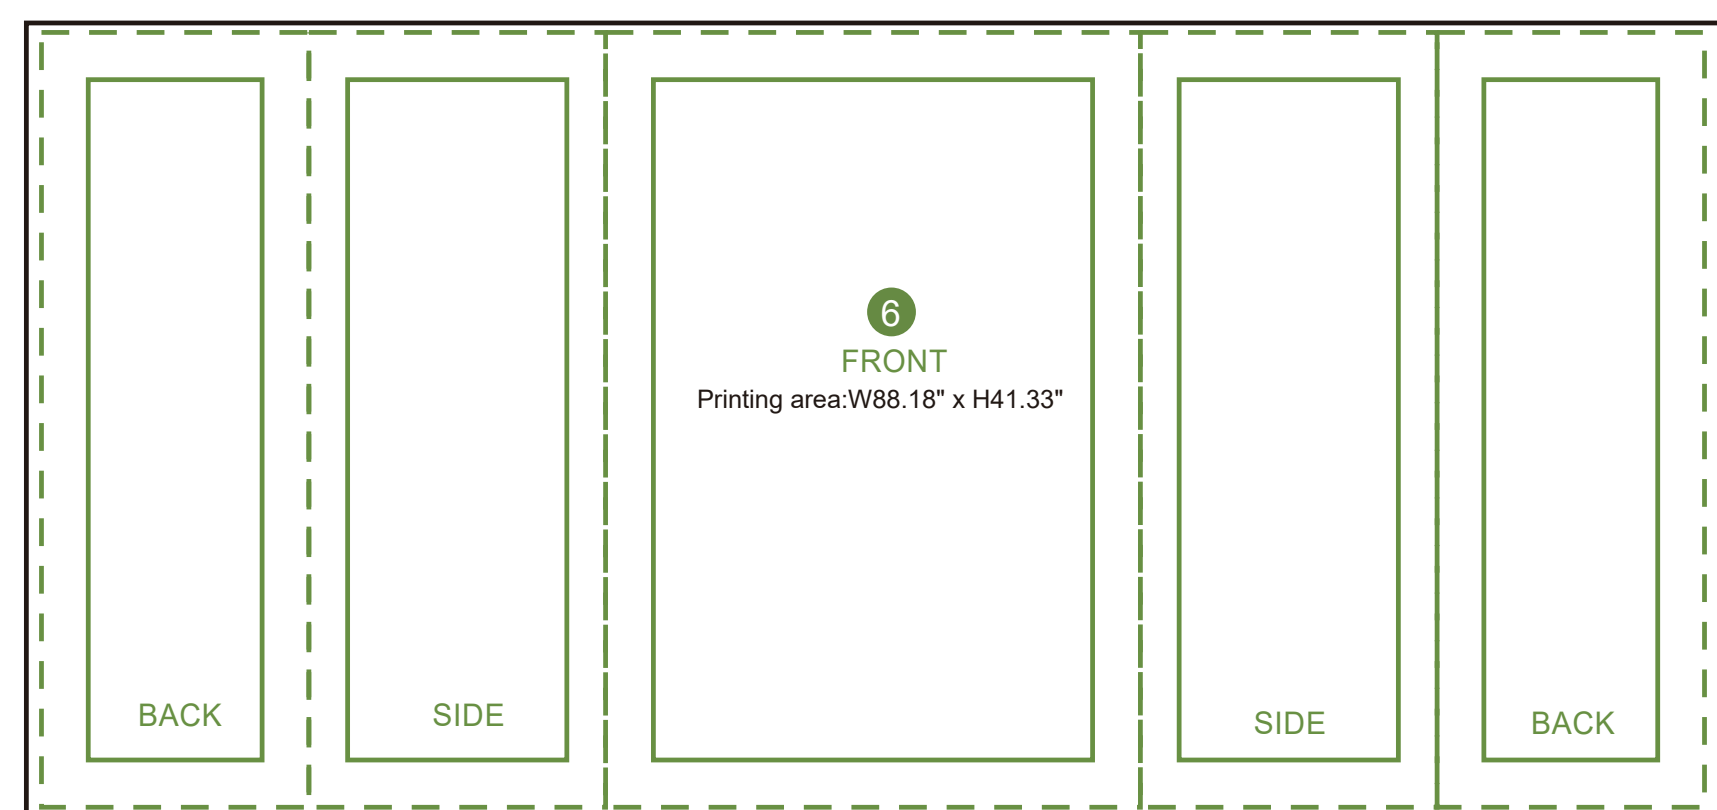 6
FRONT
Printing area:W88.18" x H41.33"
BACK
SIDE
SIDE
BACK